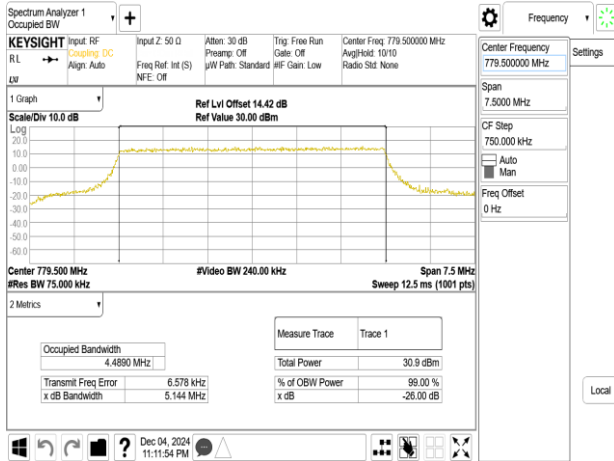 Spectrum Analyzer 1
Occupied BW
Frequency
KEYSIGHT
RL
Input: RF
Coupling: DC
Align: Auto
Input Z: 50 Ω
Freq Ref: Int (S)
NFE: Off
Atten: 30 dB
Preamp: Off
µW Path: Standard
Trig: Free Run
Gate: Off
#IF Gain: Low
Center Freq: 779.500000 MHz
Avg|Hold: 10/10
Radio Std: None
Center Frequency
779.500000 MHz
Settings
Span
7.5000 MHz
CF Step
750.000 kHz
Auto
Man
Freq Offset
0 Hz
Local
1 Graph
Scale/Div 10.0 dB
Ref Lvl Offset 14.42 dB
Ref Value 30.00 dBm
Log
20.0
10.0
0.00
-10.0
-20.0
-30.0
-40.0
-50.0
-60.0
Center 779.500 MHz
#Res BW 75.000 kHz
#Video BW 240.00 kHz
Span 7.5 MHz
Sweep 12.5 ms (1001 pts)
2 Metrics
Measure Trace Trace 1
Occupied Bandwidth
4.4890 MHz
Total Power 30.9 dBm
Transmit Freq Error 6.578 kHz
% of OBW Power 99.00 %
x dB Bandwidth 5.144 MHz
x dB -26.00 dB
Dec 04, 2024
11:11:54 PM